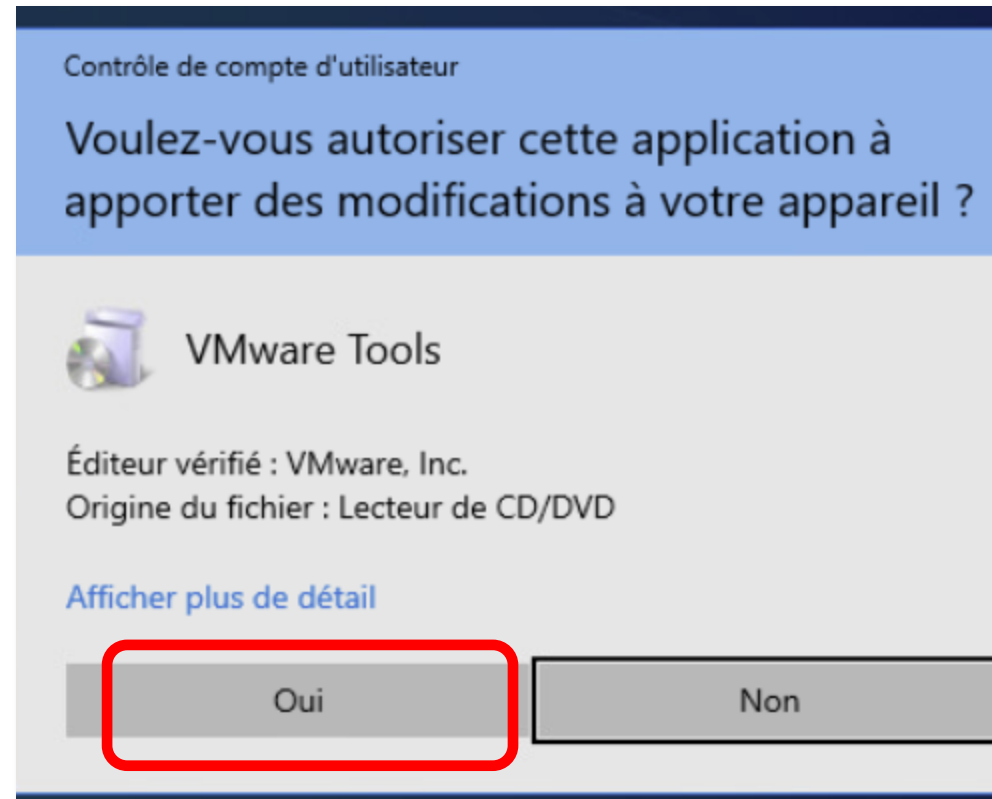 Contrôle de compte d'utilisateur
Voulez-vous autoriser cette application à
apporter des modifications à votre appareil ?
VMware Tools
Éditeur vérifié : VMware, Inc.
Origine du fichier : Lecteur de CD/DVD
Afficher plus de détail
Oui
Non